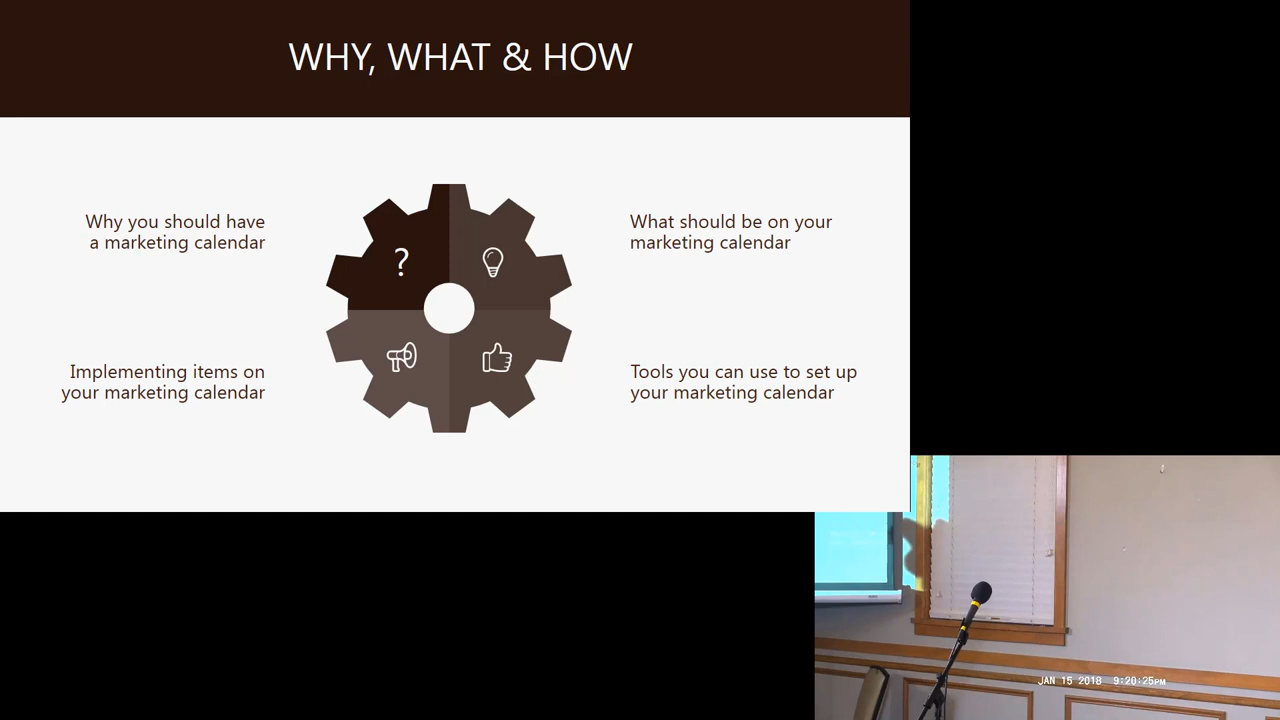 WHY, WHAT & HOW
Why you should have
a marketing calendar
?
What should be on your
marketing calendar
Implementing items on
your marketing calendar
Tools you can use to set up
your marketing calendar
JAN 15 2018 9:20:25PM